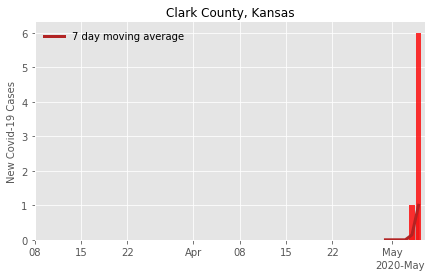 Clark County, Kansas
7 day moving average
New Covid-19 Cases
6
5
4
3
2
1
0
08 15 22 Apr 08 15 22 May
2020-May